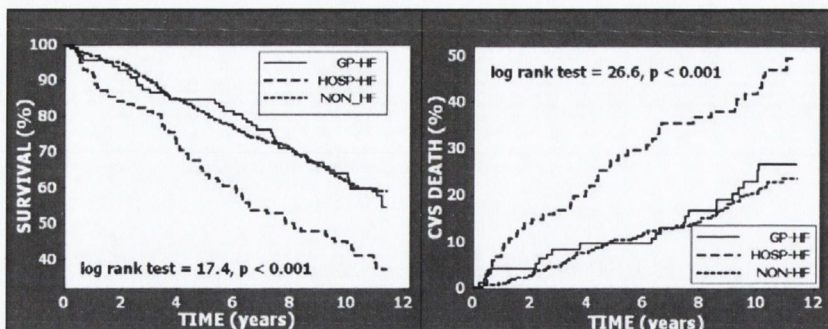 100
90
80
70
60
50
40
SURVIVAL (%)
GP-HF
HOSP-HF
NON_HF
log rank test = 17.4, p < 0.001
0 2 4 6 8 10 12
TIME (years)
50
40
30
20
10
0
CVS DEATH (%)
log rank test = 26.6, p < 0.001
GP-HF
HOSP-HF
NON-HF
0 2 4 6 8 10 12
TIME (years)